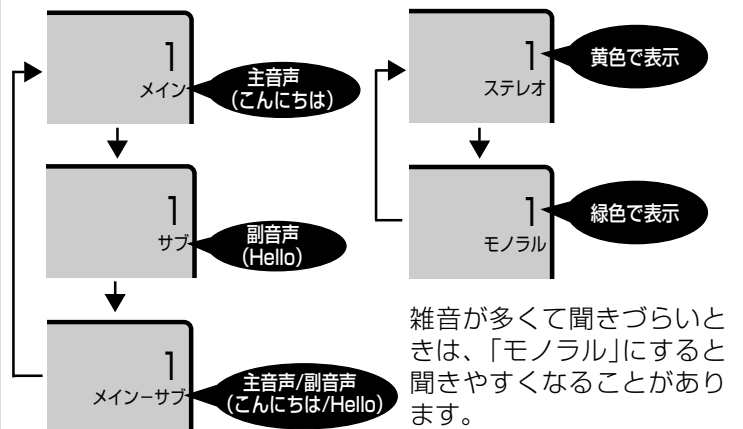 1
メイン
主音声
(こんにちは)
1
サブ
副音声
(Hello)
1
メイン−サブ
主音声/副音声
(こんにちは/Hello)
1
ステレオ
黄色で表示
1
モノラル
緑色で表示
雑音が多くて聞きづらいと
きは、「モノラル」にすると
聞きやすくなることがあり
ます。